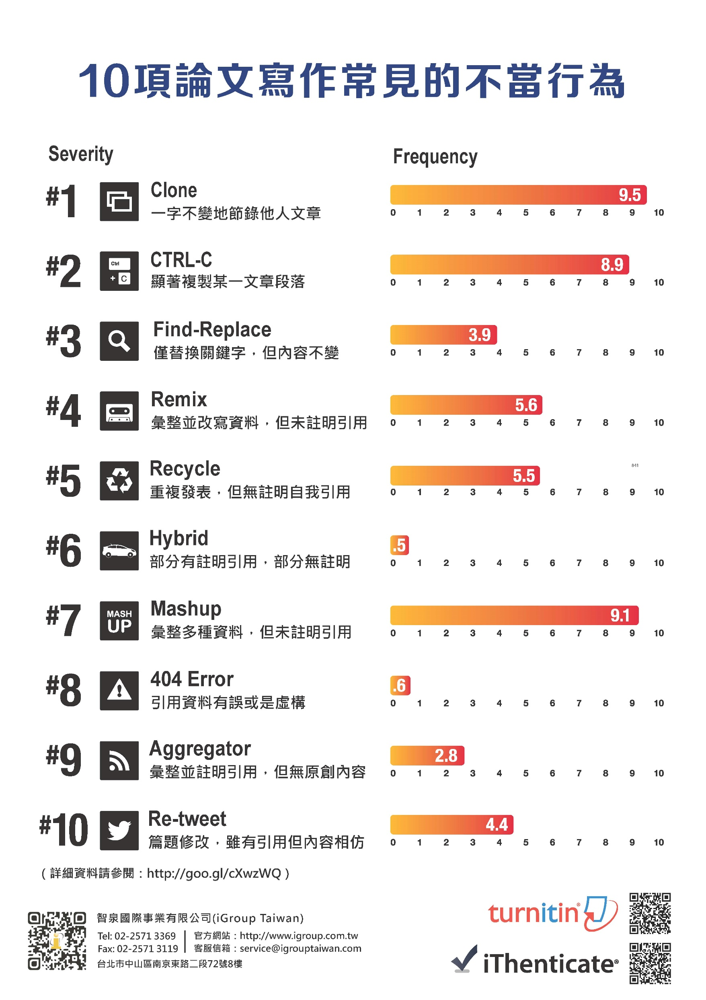 10項論文寫作常見的不當行為
Severity
Frequency
#1
Clone
一字不變地節錄他人文章
9.5
0 1 2 3 4 5 6 7 8 9 10
#2
Ctrl
+ C
CTRL-C
顯著複製某一文章段落
8.9
0 1 2 3 4 5 6 7 8 9 10
#3
Find-Replace
僅替換關鍵字，但內容不變
3.9
0 1 2 3 4 5 6 7 8 9 10
#4
Remix
彙整並改寫資料，但未註明引用
5.6
0 1 2 3 4 5 6 7 8 9 10
#5
Recycle
重複發表，但無註明自我引用
5.5
841
0 1 2 3 4 5 6 7 8 9 10
#6
Hybrid
部分有註明引用，部分無註明
.5
0 1 2 3 4 5 6 7 8 9 10
#7
MASH
UP
Mashup
彙整多種資料，但未註明引用
9.1
0 1 2 3 4 5 6 7 8 9 10
#8
404 Error
引用資料有誤或是虛構
.6
0 1 2 3 4 5 6 7 8 9 10
#9
Aggregator
彙整並註明引用，但無原創內容
2.8
0 1 2 3 4 5 6 7 8 9 10
#10
Re-tweet
篇題修改，雖有引用但內容相仿
4.4
0 1 2 3 4 5 6 7 8 9 10
( 詳細資料請參閱：http://goo.gl/cXwzWQ )
智泉國際事業有限公司(iGroup Taiwan)
Tel: 02-2571 3369 | 官方網站：http://www.igroup.com.tw
Fax: 02-2571 3119 | 客服信箱：service@igrouptaiwan.com
台北市中山區南京東路二段72號8樓
turnitin®
iThenticate®